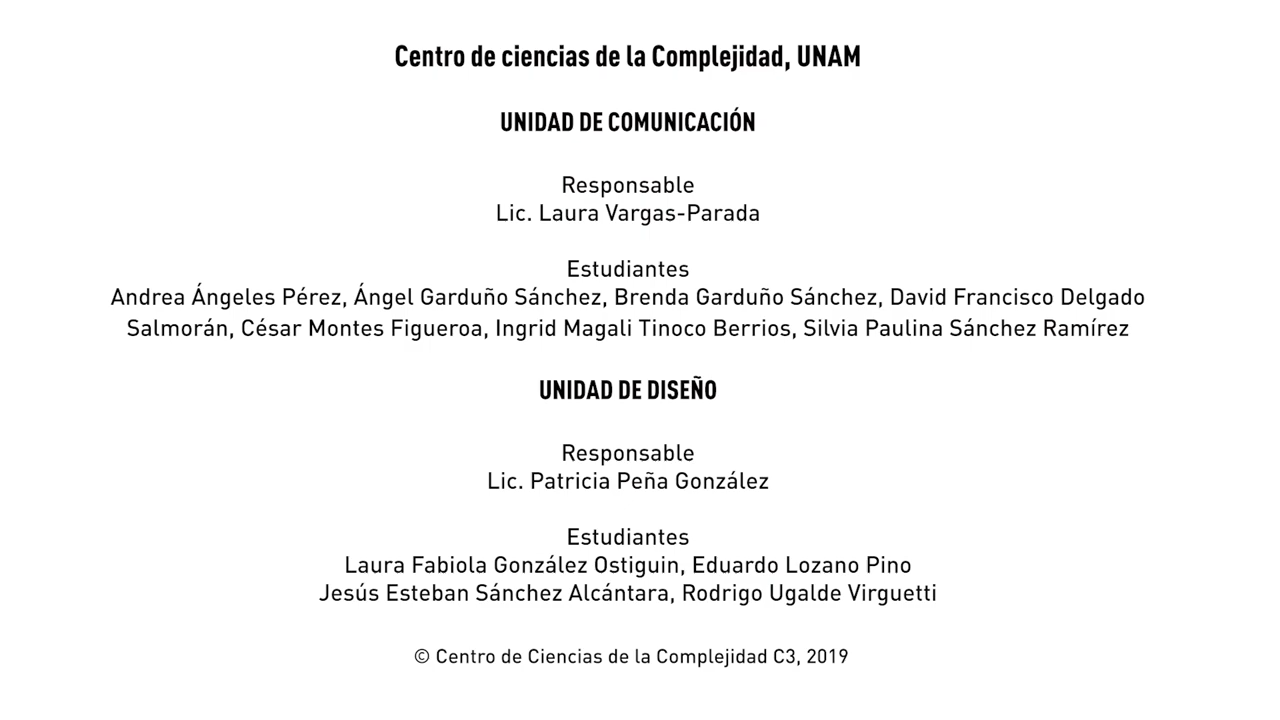 Centro de ciencias de la Complejidad, UNAM
UNIDAD DE COMUNICACIÓN
Responsable
Lic. Laura Vargas-Parada
Estudiantes
Andrea Ángeles Pérez, Ángel Garduño Sánchez, Brenda Garduño Sánchez, David Francisco Delgado
Salmorán, César Montes Figueroa, Ingrid Magali Tinoco Berrios, Silvia Paulina Sánchez Ramírez
UNIDAD DE DISEÑO
Responsable
Lic. Patricia Peña González
Estudiantes
Laura Fabiola González Ostiguin, Eduardo Lozano Pino
Jesús Esteban Sánchez Alcántara, Rodrigo Ugalde Virguetti
© Centro de Ciencias de la Complejidad C3, 2019